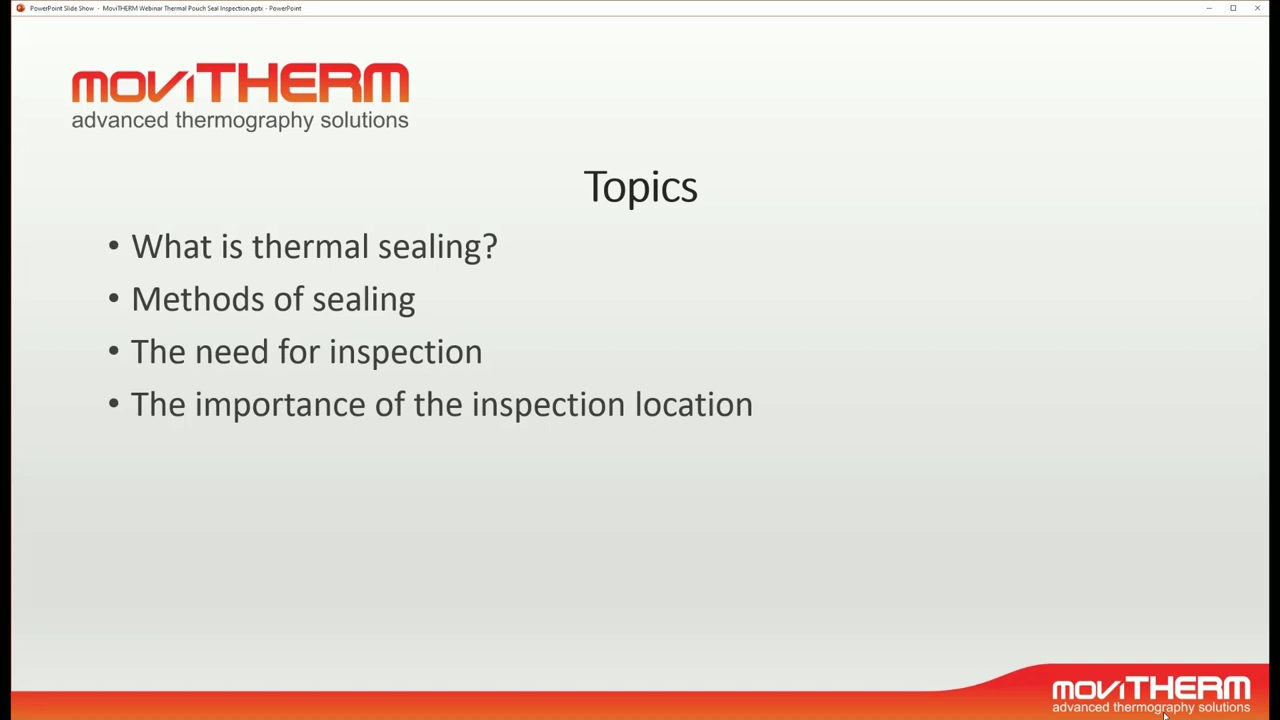 PowerPoint Slide Show - MoviTHERM Webinar Thermal Pouch Seal Inspection.pptx - PowerPoint
moviTHERM
advanced thermography solutions
Topics
• What is thermal sealing?
• Methods of sealing
• The need for inspection
• The importance of the inspection location
moviTHERM
advanced thermography solutions